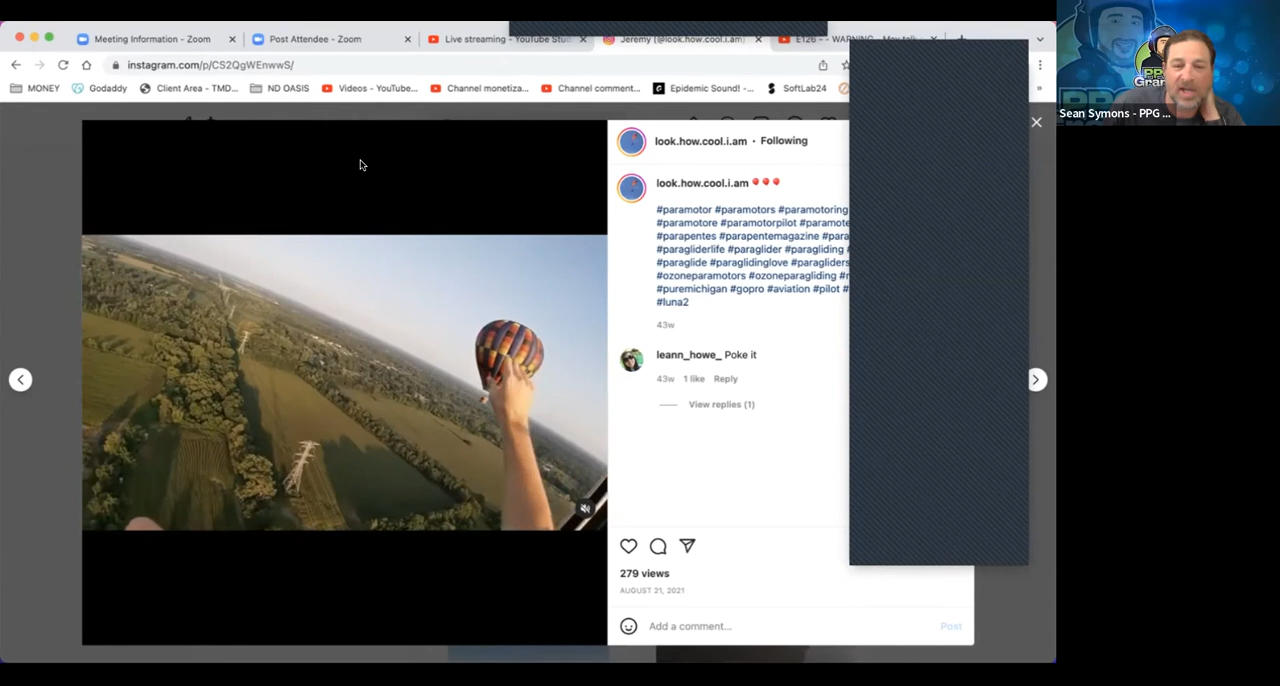 Meeting Information - Zoom
Post Attendee - Zoom
Live streaming - YouTube Stud
Jeremy (@look.how.cool.i.am)
E126 - - WARNING
instagram.com/p/CS2QgWEnwwS/
MONEY
Godaddy
Client Area - TMD...
ND OASIS
Videos - YouTube...
Channel monetiza...
Channel comment...
Epidemic Sound! -...
SoftLab24
Sean Symons - PPG ...
look.how.cool.i.am • Following
look.how.cool.i.am
#paramotor #paramotors #paramotoring
#paramotore #paramotorpilot #paramote
#parapentes #parapentemagazine #para
#paragliderlife #paraglider #paragliding #
#paraglide #paraglidinglove #paragliders
#ozoneparamotors #ozoneparagliding #
#puremichigan #gopro #aviation #pilot #
#luna2
43w
leann_howe_ Poke it
43w 1 like Reply
View replies (1)
279 views
AUGUST 21, 2021
Add a comment...
Post